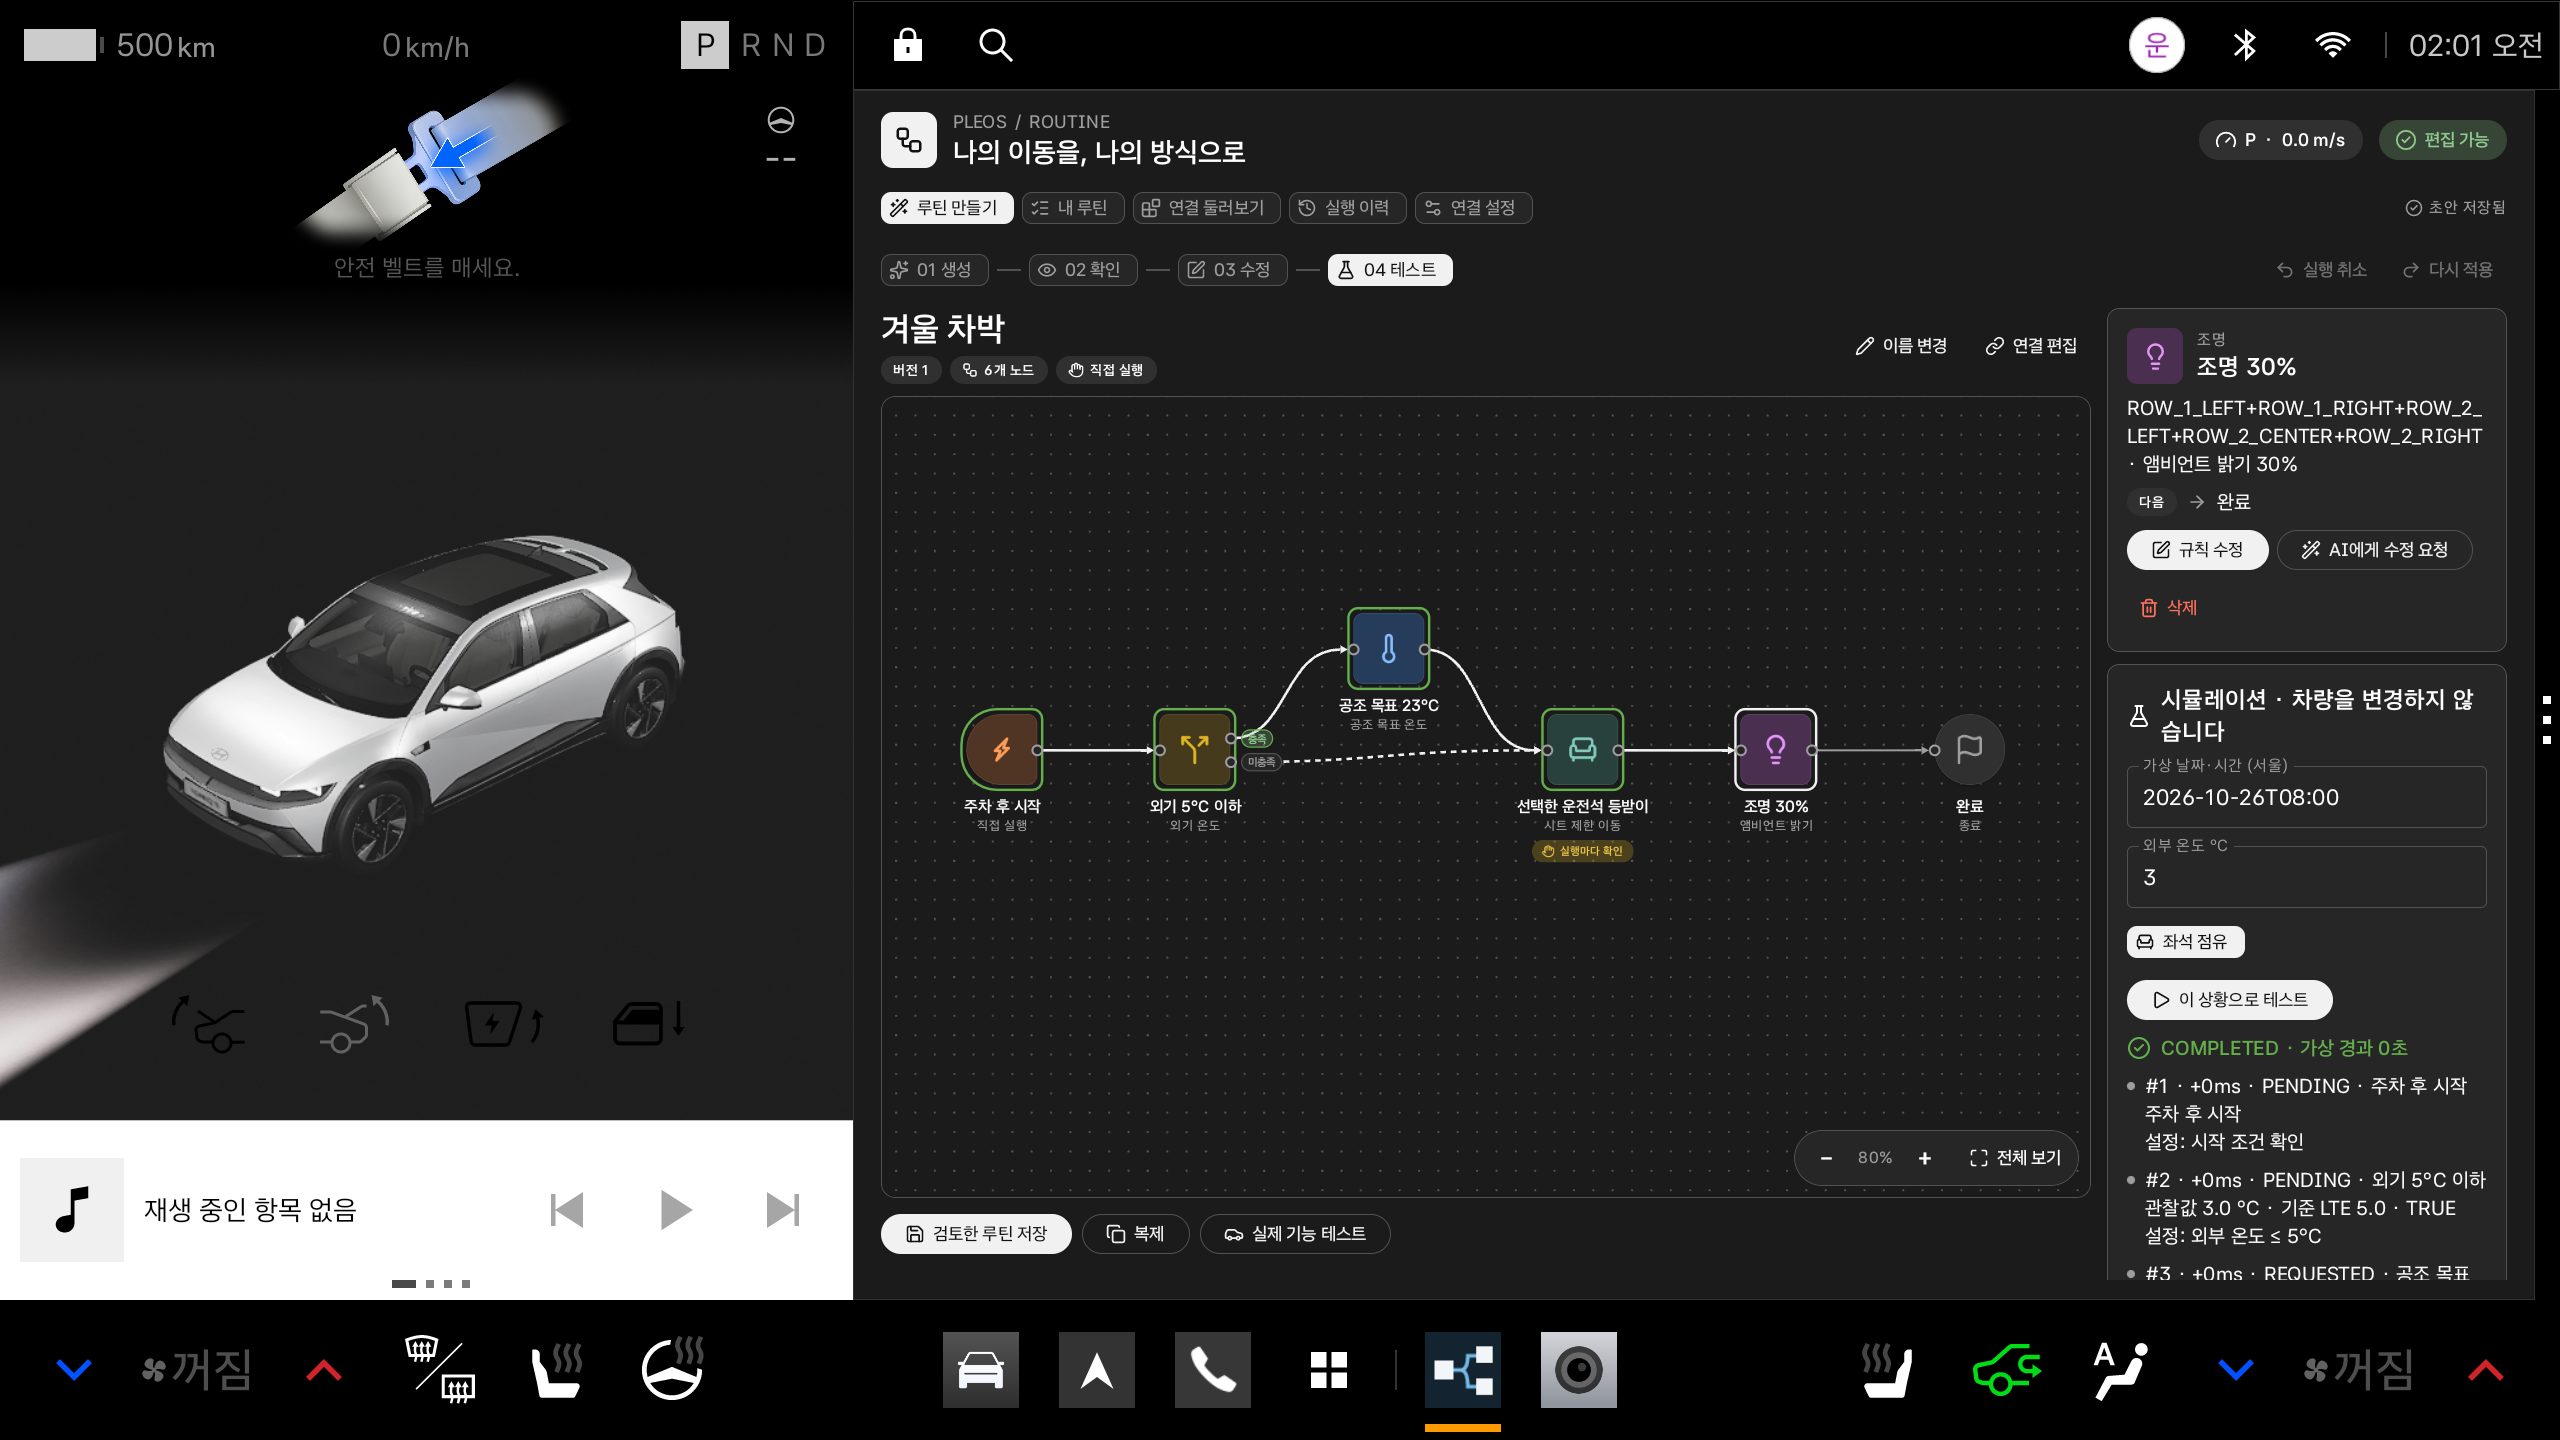 500 km
0 km/h
P R N D
운
02:01 오전
안전 벨트를 매세요.
PLEOS / ROUTINE
나의 이동을, 나의 방식으로
P · 0.0 m/s
편집 가능
루틴 만들기
내 루틴
연결 둘러보기
실행 이력
연결 설정
초안 저장됨
01 생성
02 확인
03 수정
04 테스트
실행 취소
다시 적용
겨울 차박
버전 1
6개 노드
직접 실행
이름 변경
연결 편집
공조 목표 23°C
공조 목표 온도
충족
미충족
주차 후 시작
직접 실행
외기 5°C 이하
외기 온도
선택한 운전석 등받이
시트 제한 이동
실행마다 확인
조명 30%
앰비언트 밝기
완료
종료
80%
전체 보기
검토한 루틴 저장
복제
실제 기능 테스트
조명
조명 30%
ROW_1_LEFT+ROW_1_RIGHT+ROW_2_
LEFT+ROW_2_CENTER+ROW_2_RIGHT
· 앰비언트 밝기 30%
다음 → 완료
규칙 수정
AI에게 수정 요청
삭제
시뮬레이션 · 차량을 변경하지 않
습니다
가상 날짜·시간 (서울)
2026-10-26T08:00
외부 온도 °C
3
좌석 점유
이 상황으로 테스트
COMPLETED · 가상 경과 0초
#1 · +0ms · PENDING · 주차 후 시작
주차 후 시작
설정: 시작 조건 확인
#2 · +0ms · PENDING · 외기 5°C 이하
관찰값 3.0 °C · 기준 LTE 5.0 · TRUE
설정: 외부 온도 ≤ 5°C
#3 · +0ms · REQUESTED · 공조 목표
재생 중인 항목 없음
꺼짐
A
꺼짐